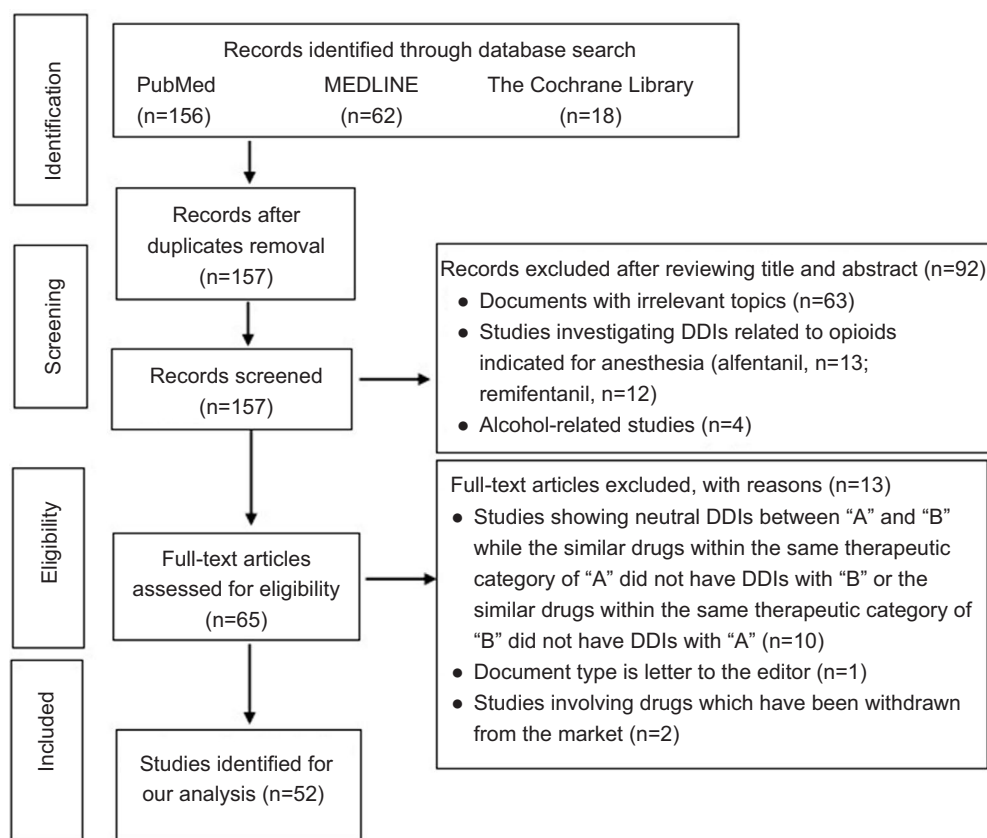 Identification
Records identified through database search
PubMed MEDLINE The Cochrane Library
(n=156) (n=62) (n=18)
Records after
duplicates removal
(n=157)
Screening
Records screened
(n=157)
Records excluded after reviewing title and abstract (n=92)
● Documents with irrelevant topics (n=63)
● Studies investigating DDIs related to opioids
indicated for anesthesia (alfentanil, n=13;
remifentanil, n=12)
● Alcohol-related studies (n=4)
Eligibility
Full-text articles
assessed for eligibility
(n=65)
Full-text articles excluded, with reasons (n=13)
● Studies showing neutral DDIs between “A” and “B”
while the similar drugs within the same therapeutic
category of “A” did not have DDIs with “B” or the
similar drugs within the same therapeutic category of
“B” did not have DDIs with “A” (n=10)
● Document type is letter to the editor (n=1)
● Studies involving drugs which have been withdrawn
from the market (n=2)
Included
Studies identified for
our analysis (n=52)